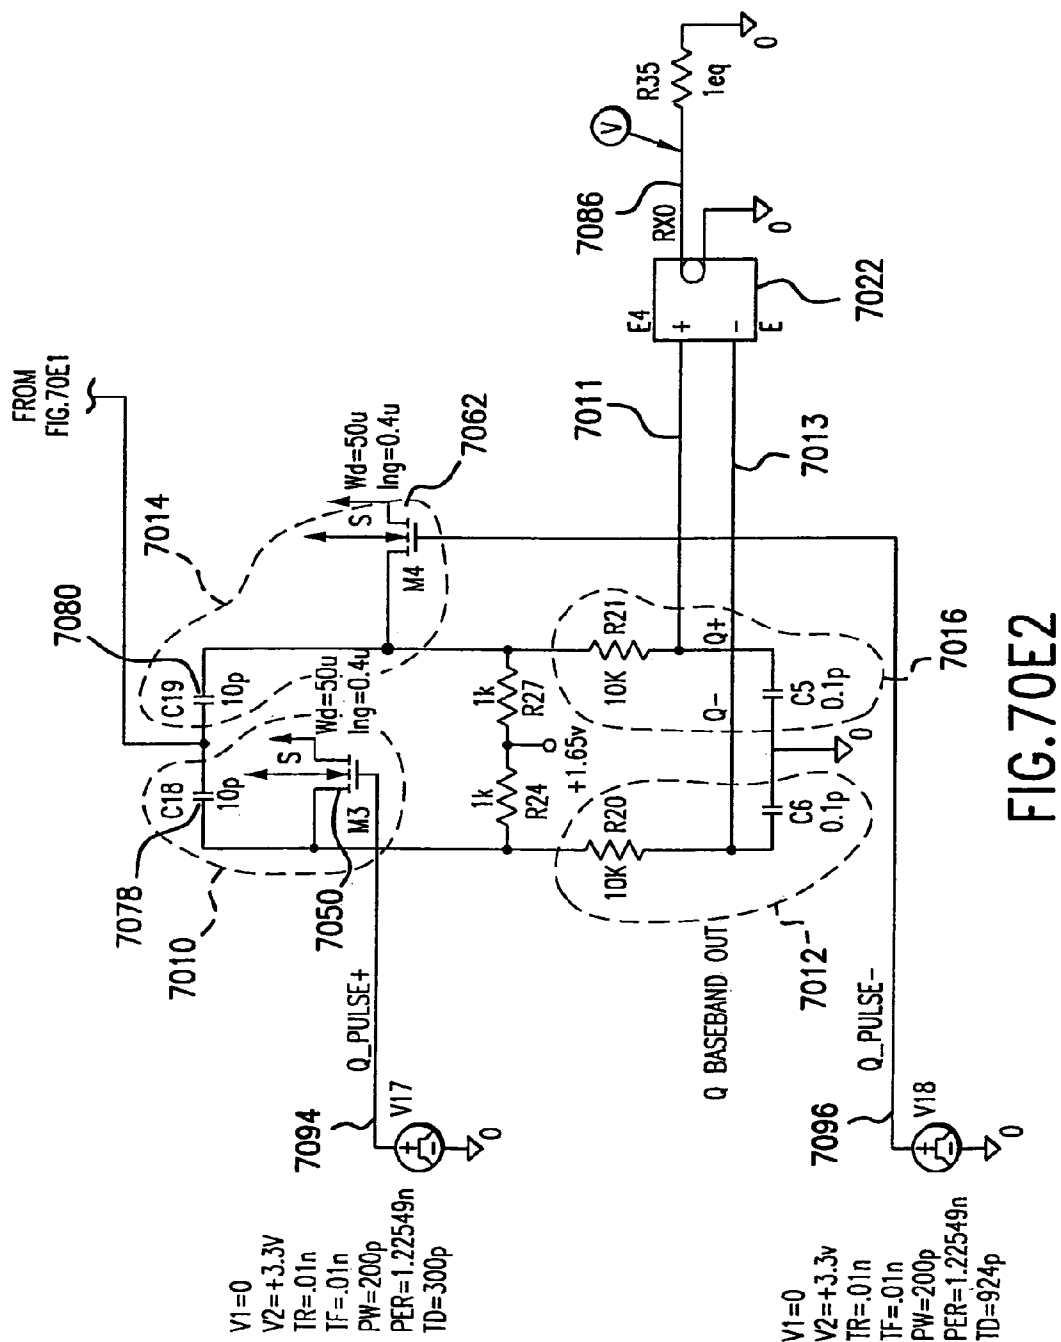 FROM
FIG.70E1
7014
7080
7078
7010
C18
10p
C19
10p
S
Wd=50u
lng=0.4u
M3
7050
S
Wd=50u
lng=0.4u
M4
7062
1k
R24
1k
R27
+1.65v
R20
10K
R21
10K
Q-
Q+
C6
0.1p
C5
0.1p
0
7012
7016
7011
7013
E4
+
-
E
7022
0
RXO
7086
V
R35
1eq
0
Q_PULSE+
7094
V17
+
-
0
V1=0
V2=+3.3V
TR=.01n
TF=.01n
PW=200p
PER=1.22549n
TD=300p
Q BASEBAND OUT
Q_PULSE-
7096
V18
+
-
0
V1=0
V2=+3.3v
TR=.01n
TF=.01n
PW=200p
PER=1.22549n
TD=924p
FIG.70E2